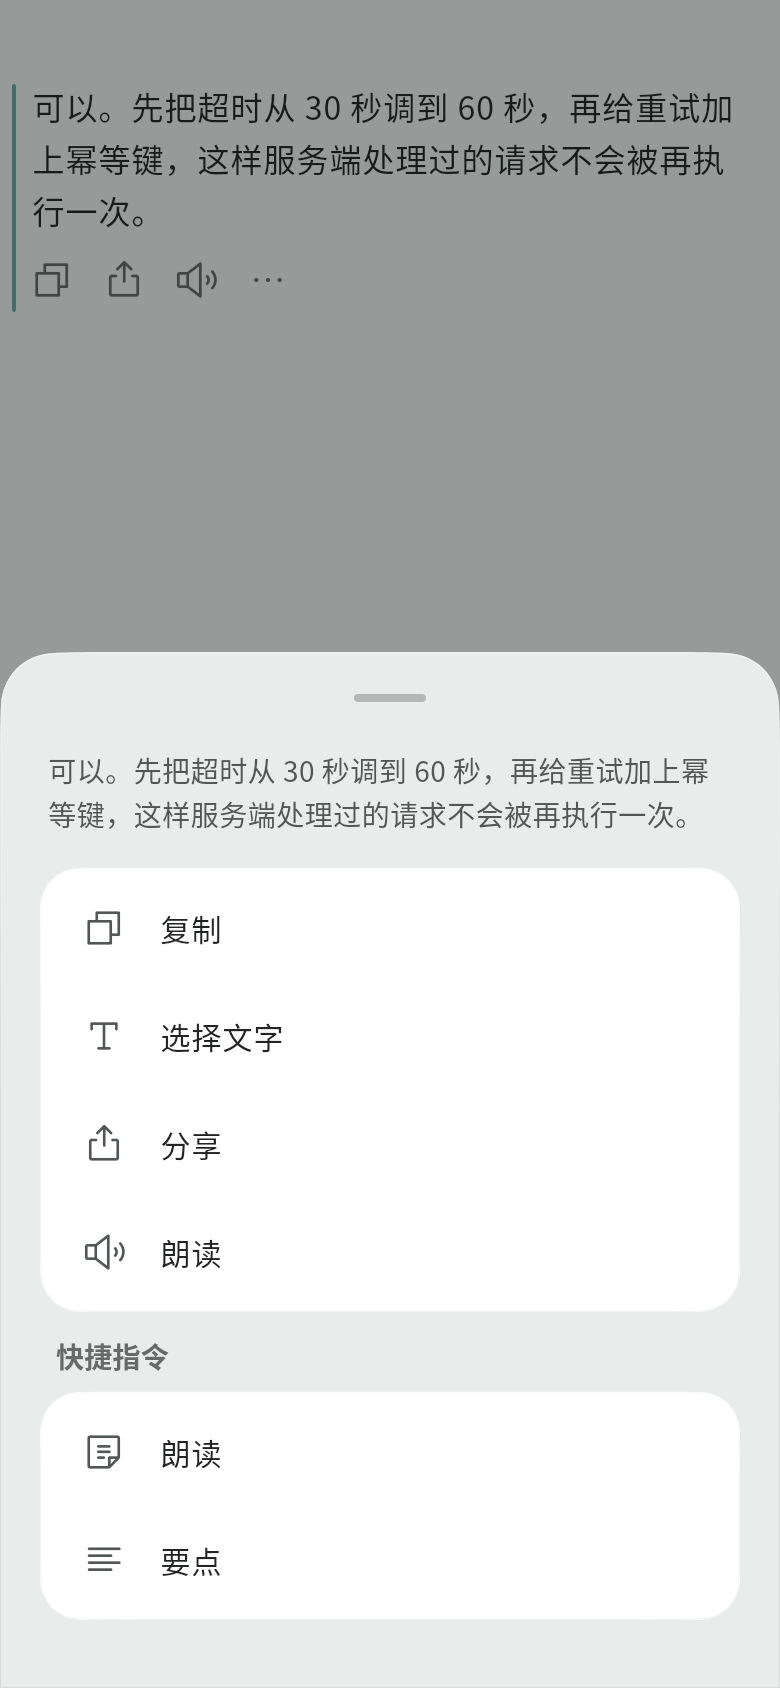 可以。先把超时从 30 秒调到 60 秒，再给重试加
上幂等键，这样服务端处理过的请求不会被再执
行一次。
可以。先把超时从 30 秒调到 60 秒，再给重试加上幂
等键，这样服务端处理过的请求不会被再执行一次。
复制
选择文字
分享
朗读
快捷指令
朗读
要点